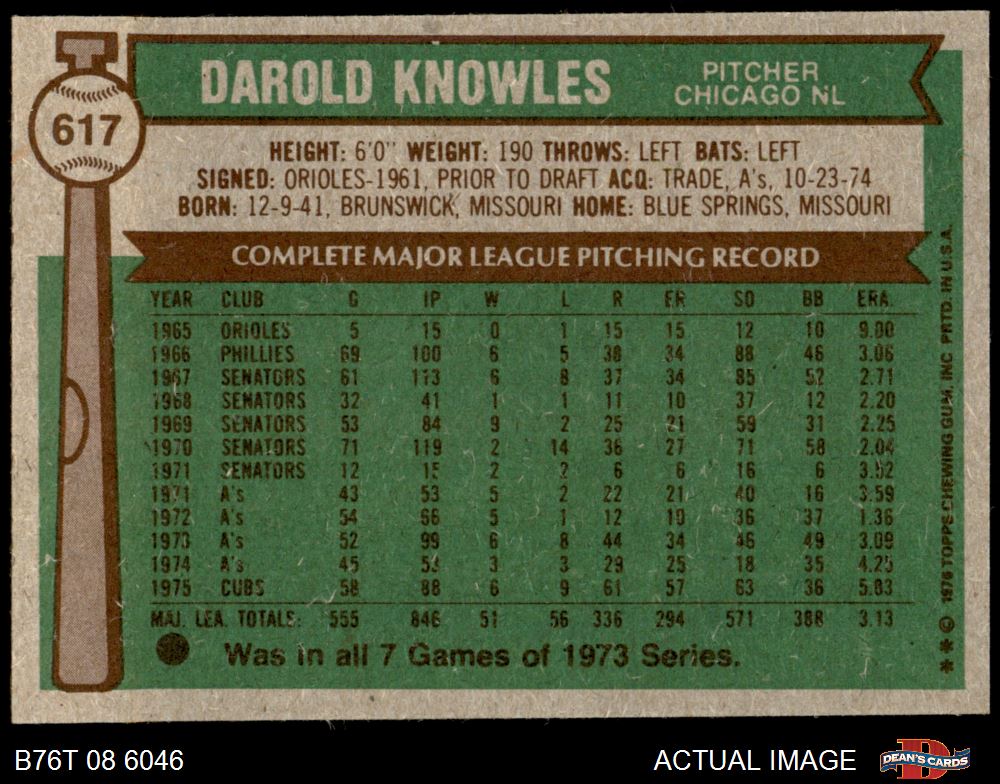 617
DAROLD KNOWLES
PITCHER
CHICAGO NL
HEIGHT: 6'0" WEIGHT: 190 THROWS: LEFT BATS: LEFT
SIGNED: ORIOLES-1961, PRIOR TO DRAFT ACQ: TRADE, A's, 10-23-74
BORN: 12-9-41, BRUNSWICK, MISSOURI HOME: BLUE SPRINGS, MISSOURI
COMPLETE MAJOR LEAGUE PITCHING RECORD
YEAR CLUB G IP W L R ER SO BB ERA.
1965 ORIOLES 5 15 0 1 15 15 12 10 9.00
1966 PHILLIES 69 100 6 5 38 34 88 46 3.06
1967 SENATORS 61 113 6 8 37 34 85 52 2.71
1968 SENATORS 32 41 1 1 11 10 37 12 2.20
1969 SENATORS 53 84 9 2 25 21 59 31 2.25
1970 SENATORS 71 119 2 14 36 27 71 58 2.04
1971 SENATORS 12 15 2 2 6 6 16 6 3.52
1971 A's 43 53 5 2 22 21 40 16 3.59
1972 A's 54 66 5 1 12 10 36 37 1.36
1973 A's 52 99 6 8 44 34 46 49 3.09
1974 A's 45 53 3 3 29 25 18 35 4.25
1975 CUBS 58 88 6 9 61 57 63 36 5.83
MAJ. LEA. TOTALS: 555 846 51 56 336 294 571 388 3.13
Was in all 7 Games of 1973 Series.
* * © 1976 TOPPS CHEWING GUM, INC. PRTD. IN U.S.A.
B76T 08 6046
ACTUAL IMAGE
D
DEAN'S CARDS